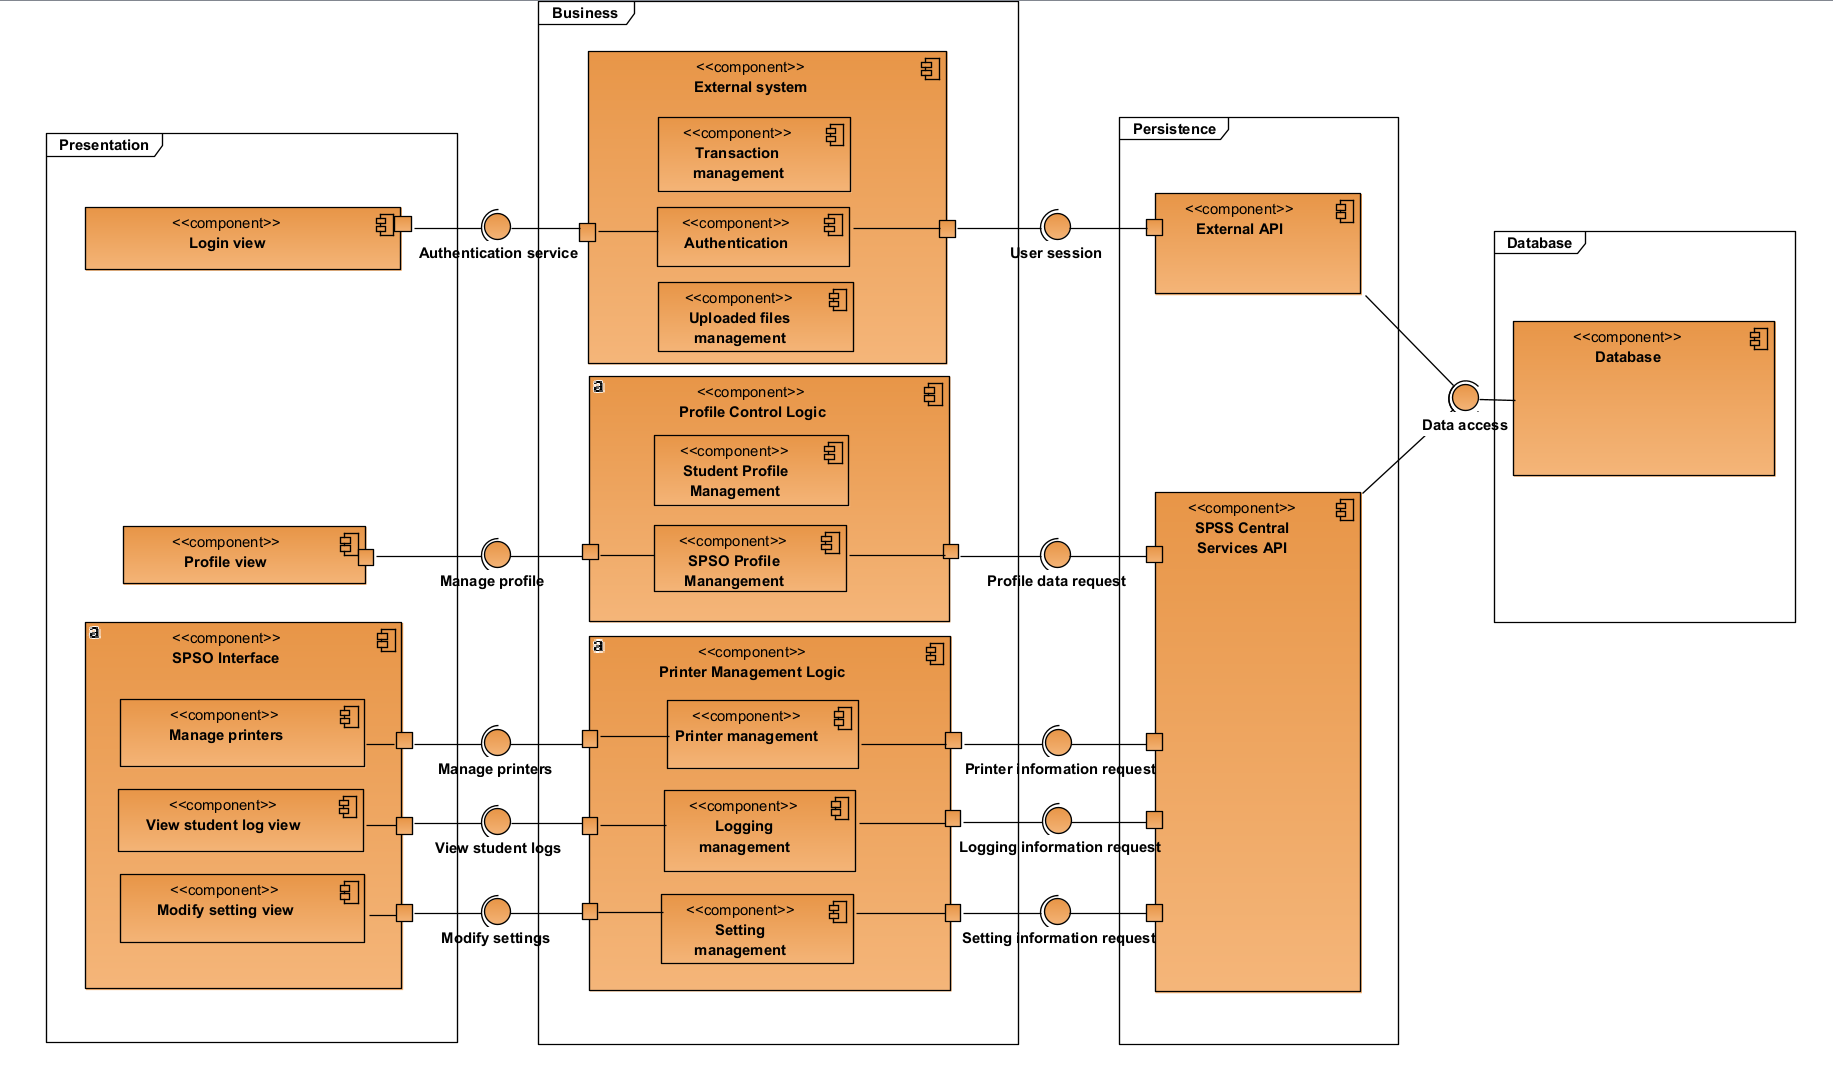 Business
<<component>>
External system
<<component>>
Transaction
management
<<component>>
Authentication
<<component>>
Uploaded files
management
a
<<component>>
Profile Control Logic
<<component>>
Student Profile
Management
<<component>>
SPSO Profile
Manangement
a
<<component>>
Printer Management Logic
<<component>>
Printer management
<<component>>
Logging
management
<<component>>
Setting
management
Presentation
<<component>>
Login view
<<component>>
Profile view
a
<<component>>
SPSO Interface
<<component>>
Manage printers
<<component>>
View student log view
<<component>>
Modify setting view
Authentication service
Manage profile
Manage printers
View student logs
Modify settings
User session
Profile data request
Printer information request
Logging information request
Setting information request
Persistence
<<component>>
External API
<<component>>
SPSS Central
Services API
Data access
Database
<<component>>
Database